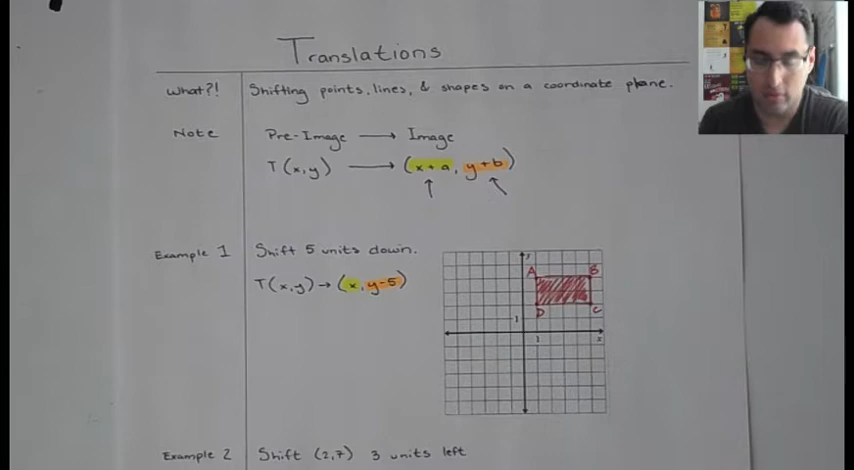 Translations
What?! Shifting points, lines, & shapes on a coordinate plane.
Note Pre-Image → Image
T(x,y) → (x+a, y+b)
Example 1 Shift 5 units down.
T(x,y) → (x, y-5)
y
A B
D C
1
1 x
Example 2 Shift (2,7) 3 units left